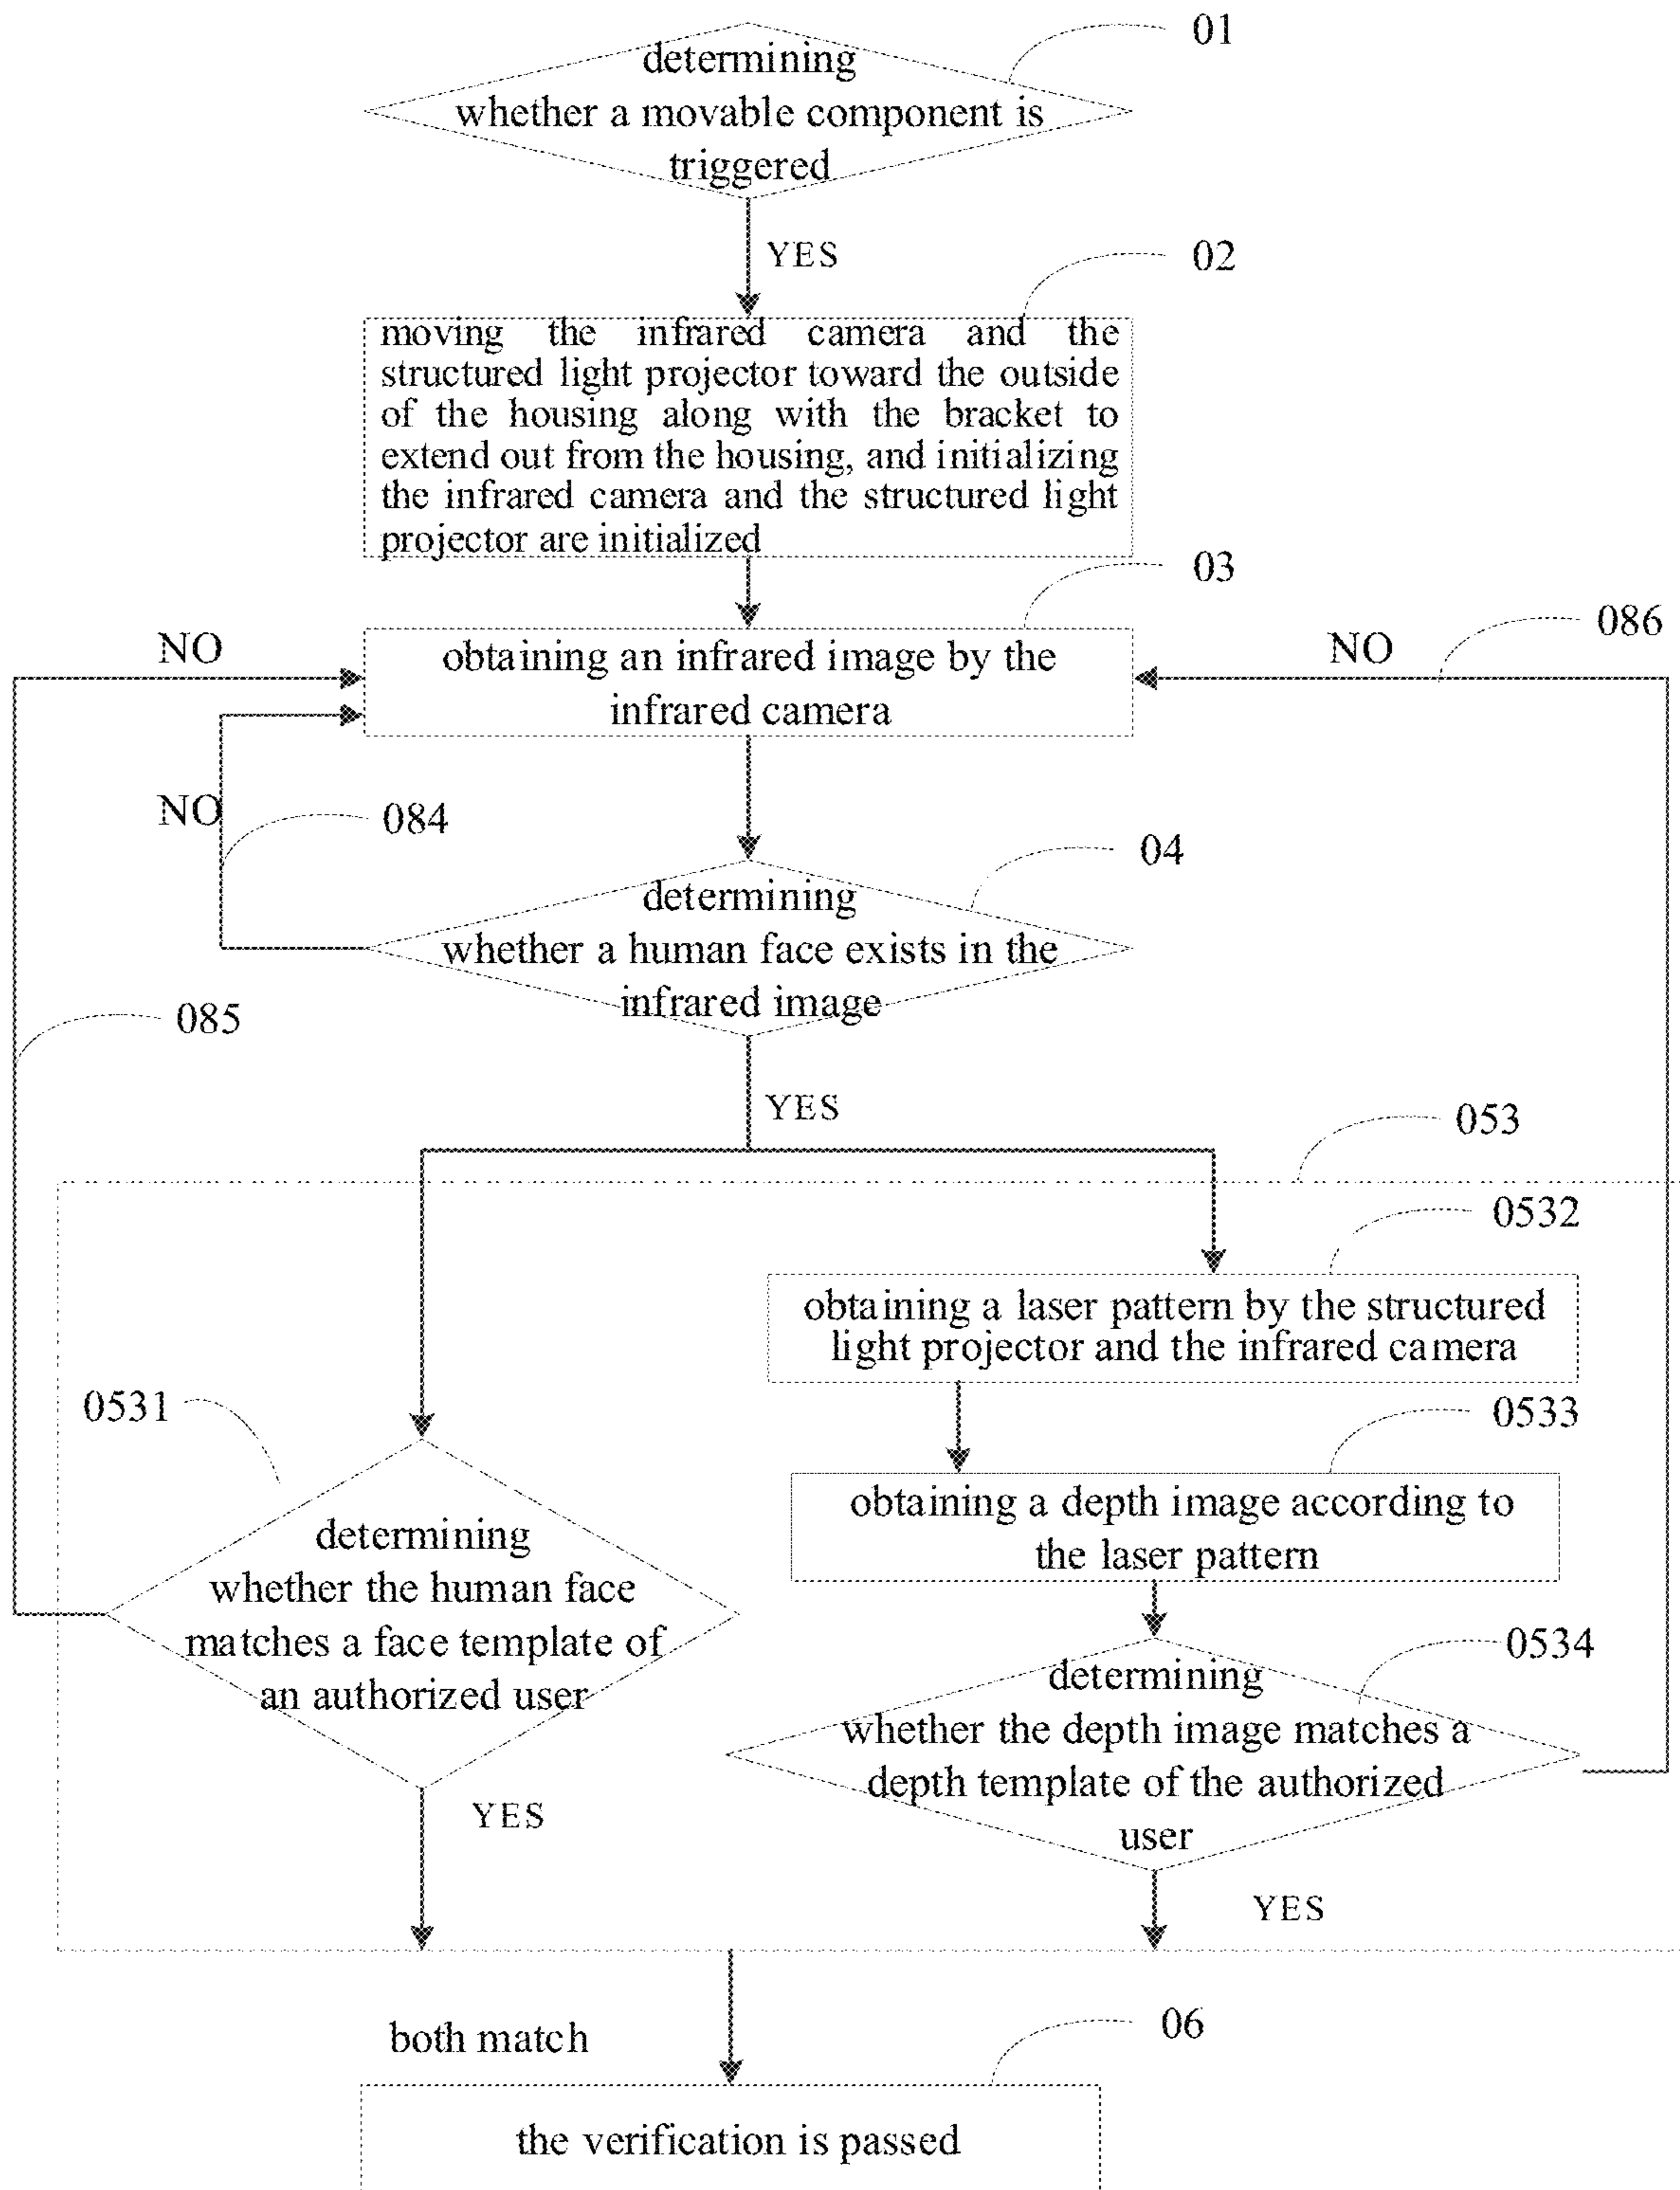 01
determining
whether a movable component is
triggered
YES
02
moving the infrared camera and the
structured light projector toward the outside
of the housing along with the bracket to
extend out from the housing, and initializing
the infrared camera and the structured light
projector are initialized
03
NO
086
NO
obtaining an infrared image by the
infrared camera
NO
084
04
determining
whether a human face exists in the
infrared image
085
YES
053
0532
obtaining a laser pattern by the structured
light projector and the infrared camera
0531
0533
obtaining a depth image according to
the laser pattern
determining
whether the human face
matches a face template of
an authorized user
0534
determining
whether the depth image matches a
depth template of the authorized
user
YES
YES
both match
06
the verification is passed